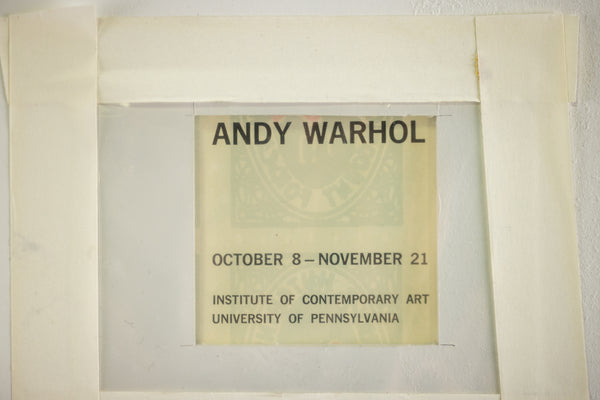 ANDY WARHOL
OCTOBER 8 – NOVEMBER 21
INSTITUTE OF CONTEMPORARY ART
UNIVERSITY OF PENNSYLVANIA